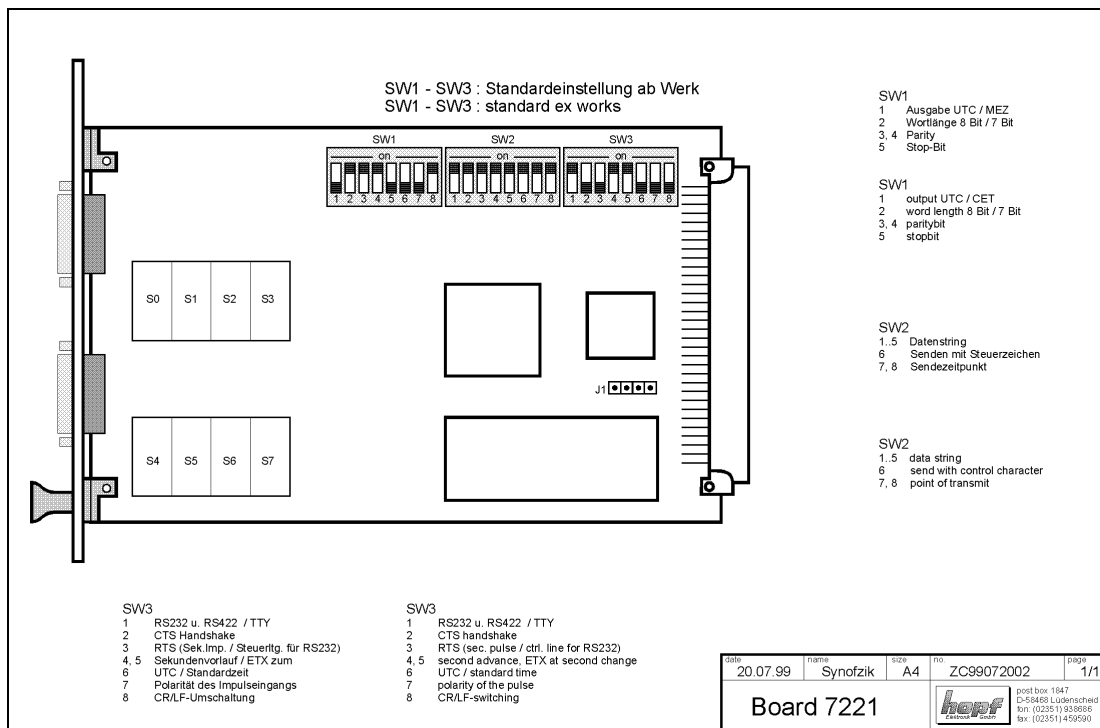 SW1 - SW3 : Standardeinstellung ab Werk
SW1 - SW3 : standard ex works
SW1 SW2 SW3
on on on
1 2 3 4 5 6 7 8 1 2 3 4 5 6 7 8 1 2 3 4 5 6 7 8
S0 S1 S2 S3
J1
S4 S5 S6 S7
SW1
1 Ausgabe UTC / MEZ
2 Wortlänge 8 Bit / 7 Bit
3, 4 Parity
5 Stop-Bit
SW1
1 output UTC / CET
2 word length 8 Bit / 7 Bit
3, 4 paritybit
5 stopbit
SW2
1..5 Datenstring
6 Senden mit Steuerzeichen
7, 8 Sendezeitpunkt
SW2
1..5 data string
6 send with control character
7, 8 point of transmit
SW3
1 RS232 u. RS422 / TTY
2 CTS Handshake
3 RTS (Sek.Imp. / Steuerltg. für RS232)
4, 5 Sekundenvorlauf / ETX zum
6 UTC / Standardzeit
7 Polarität des Impulseingangs
8 CR/LF-Umschaltung
SW3
1 RS232 u. RS422 / TTY
2 CTS handshake
3 RTS (sec. pulse / ctrl. line for RS232)
4, 5 second advance, ETX at second change
6 UTC / standard time
7 polarity of the pulse
8 CR/LF-switching
date name size no. page
20.07.99 Synofzik A4 ZC99072002 1/1
Board 7221
hopf
Elektronik GmbH
post box 1847
D-58468 Lüdenscheid
fon: (02351) 938686
fax: (02351) 459590